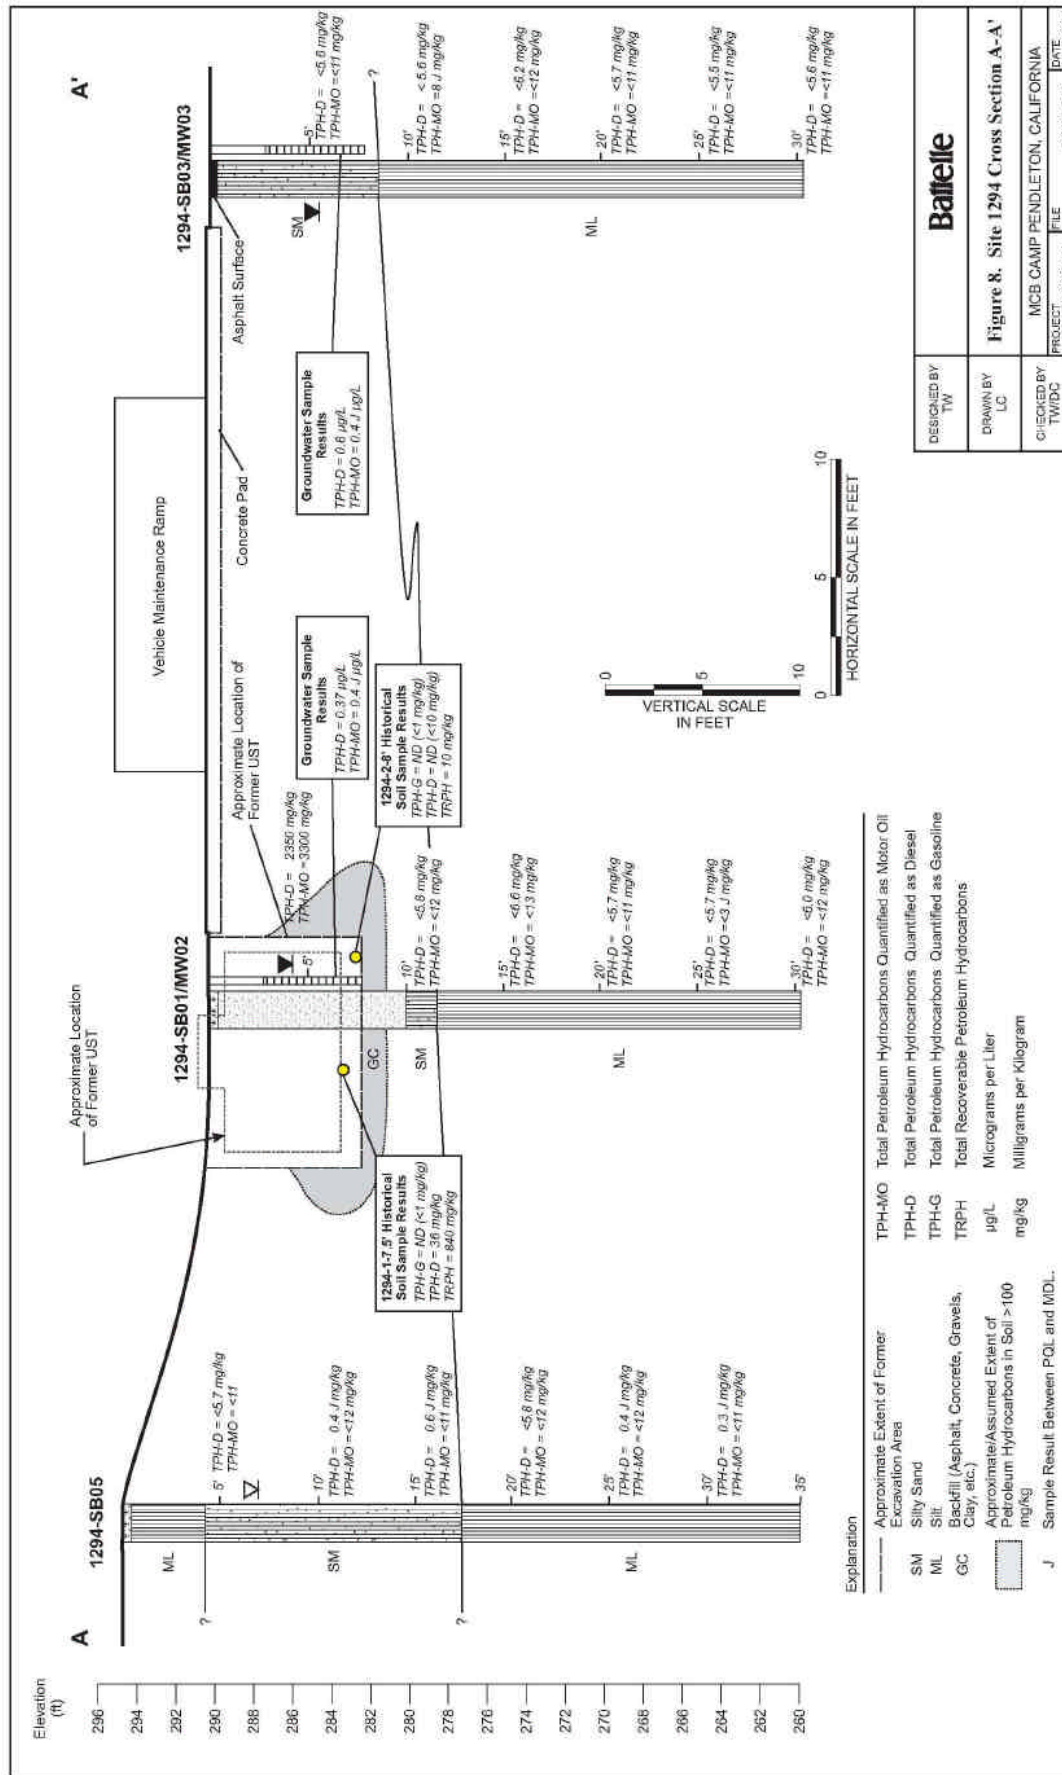 Elevation
(ft)
296
294
292
290
288
286
284
282
280
278
276
274
272
270
268
266
264
262
260
A
A'
1294-SB05
ML
SM
ML
?
?
5' TPH-D = <5.7 mg/kg
TPH-MO = <11
10' TPH-D = 0.4 J mg/kg
TPH-MO = <12 mg/kg
15' TPH-D = 0.6 J mg/kg
TPH-MO = <11 mg/kg
20' TPH-D = <5.8 mg/kg
TPH-MO = <12 mg/kg
25' TPH-D = 0.4 J mg/kg
TPH-MO = <12 mg/kg
30' TPH-D = 0.3 J mg/kg
TPH-MO = <11 mg/kg
35'
Approximate Location
of Former UST
1294-SB01/MW02
GC
SM
ML
Approximate Location of
Former UST
TPH-D = 2350 mg/kg
TPH-MO = 3300 mg/kg
5'
10' TPH-D = <5.8 mg/kg
TPH-MO = <12 mg/kg
15' TPH-D = <6.6 mg/kg
TPH-MO = <13 mg/kg
20' TPH-D = <5.7 mg/kg
TPH-MO = <11 mg/kg
25' TPH-D = <5.7 mg/kg
TPH-MO = <3 J mg/kg
30' TPH-D = <6.0 mg/kg
TPH-MO = <12 mg/kg
1294-1-7.5' Historical
Soil Sample Results
TPH-G = ND (<1 mg/kg)
TPH-D = 36 mg/kg
TRPH = 840 mg/kg
1294-2-8' Historical
Soil Sample Results
TPH-G = ND (<1 mg/kg)
TPH-D = ND (<10 mg/kg)
TRPH = 10 mg/kg
Groundwater Sample
Results
TPH-D = 0.37 µg/L
TPH-MO = 0.4 J µg/L
Vehicle Maintenance Ramp
Concrete Pad
Asphalt Surface
Groundwater Sample
Results
TPH-D = 0.6 µg/L
TPH-MO = 0.4 J µg/L
1294-SB03/MW03
SM
ML
?
5' TPH-D = <5.6 mg/kg
TPH-MO = <11 mg/kg
10' TPH-D = < 5.6 mg/kg
TPH-MO = 8 J mg/kg
15' TPH-D = <6.2 mg/kg
TPH-MO = <12 mg/kg
20' TPH-D = <5.7 mg/kg
TPH-MO = <11 mg/kg
25' TPH-D = <5.5 mg/kg
TPH-MO = <11 mg/kg
30' TPH-D = <5.6 mg/kg
TPH-MO = <11 mg/kg
0 5 10
VERTICAL SCALE
IN FEET
0 5 10
HORIZONTAL SCALE IN FEET
Explanation
Approximate Extent of Former
Excavation Area
SM Silty Sand
ML Silt
GC Backfill (Asphalt, Concrete, Gravels,
Clay, etc.)
Approximate/Assumed Extent of
Petroleum Hydrocarbons in Soil >100
mg/kg
J Sample Result Between PQL and MDL.
TPH-MO Total Petroleum Hydrocarbons Quantified as Motor Oil
TPH-D Total Petroleum Hydrocarbons Quantified as Diesel
TPH-G Total Petroleum Hydrocarbons Quantified as Gasoline
TRPH Total Recoverable Petroleum Hydrocarbons
µg/L Micrograms per Liter
mg/kg Milligrams per Kilogram
DESIGNED BY
TW
Battelle
DRAWN BY
LC
Figure 8. Site 1294 Cross Section A-A'
CHECKED BY
TW/DC
MCB CAMP PENDLETON, CALIFORNIA
PROJECT
FILE
DATE